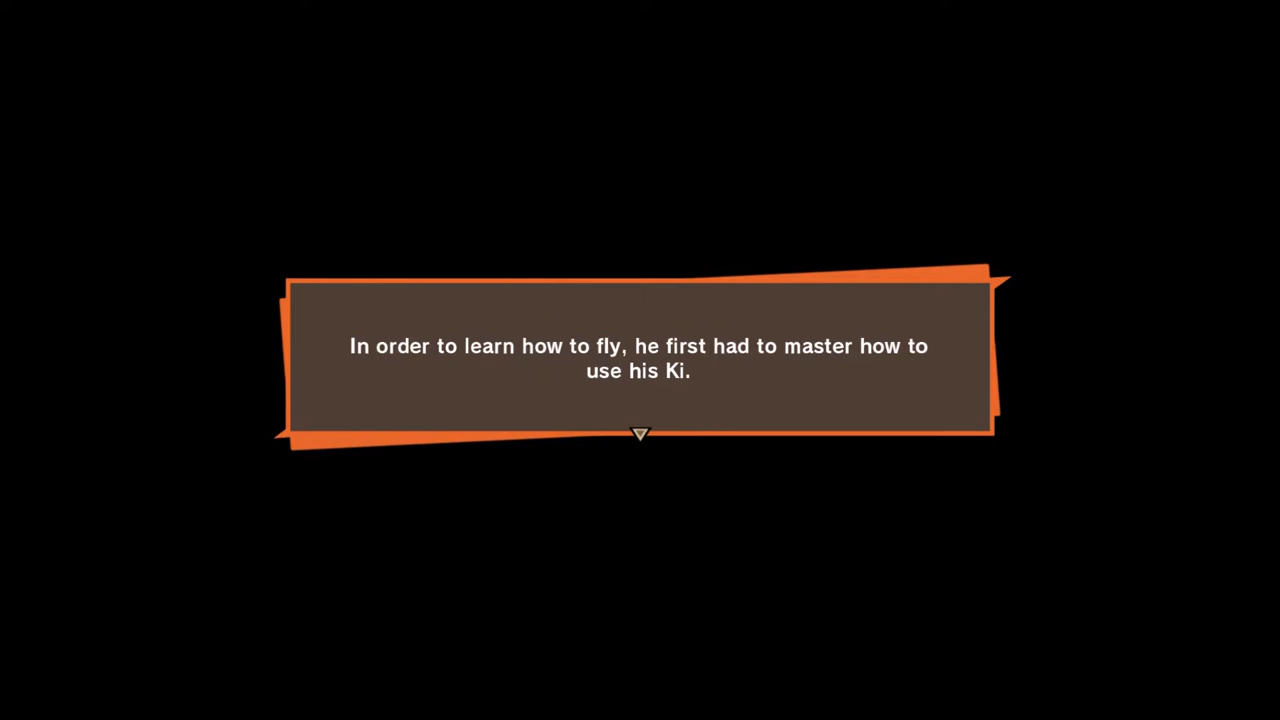 In order to learn how to fly, he first had to master how to
use his Ki.